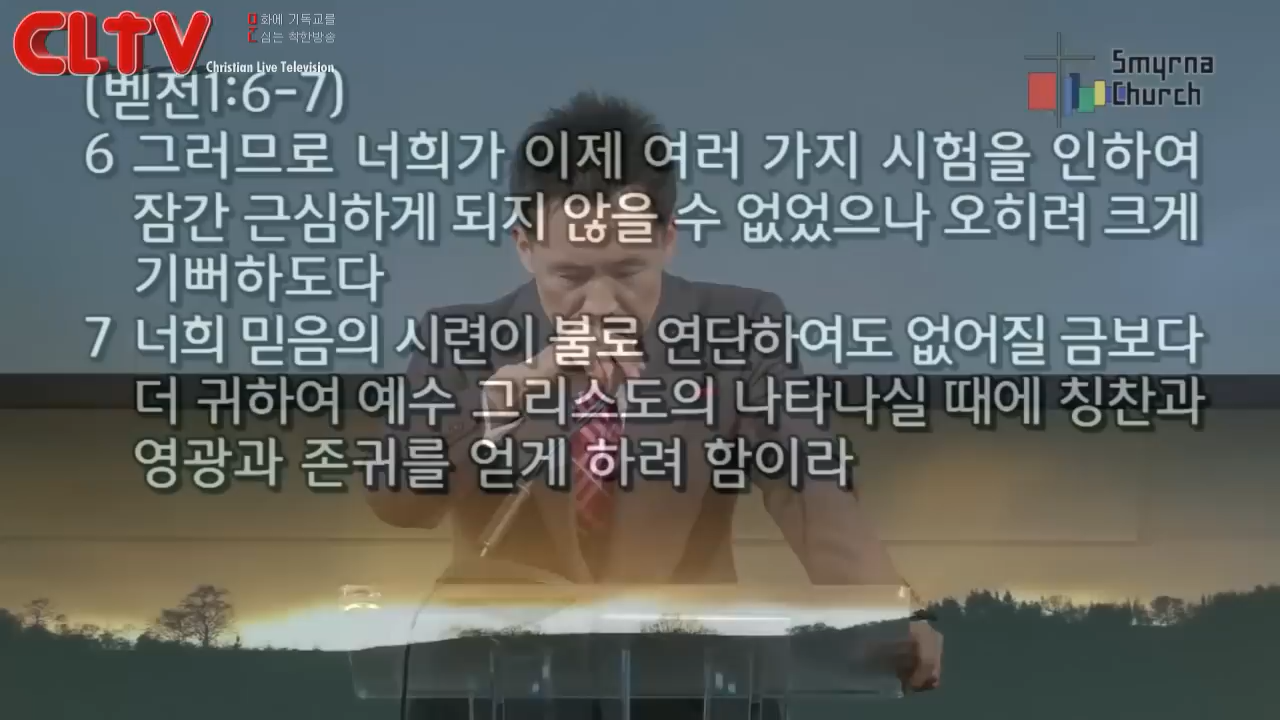 CLTV
문화에 기독교를
심는 착한방송
Christian Live Television
Smyrna
Church
(벧전1:6-7)
6 그러므로 너희가 이제 여러 가지 시험을 인하여
잠간 근심하게 되지 않을 수 없었으나 오히려 크게
기뻐하도다
7 너희 믿음의 시련이 불로 연단하여도 없어질 금보다
더 귀하여 예수 그리스도의 나타나실 때에 칭찬과
영광과 존귀를 얻게 하려 함이라